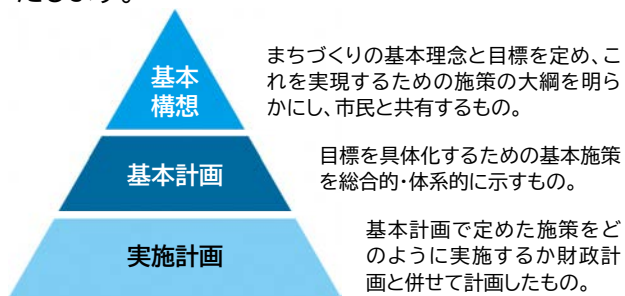 基本
構想
まちづくりの基本理念と目標を定め、こ
れを実現するための施策の大綱を明ら
かにし、市民と共有するもの。
基本計画
目標を具体化するための基本施策
を総合的・体系的に示すもの。
実施計画
基本計画で定めた施策をど
のように実施するか財政計
画と併せて計画したもの。